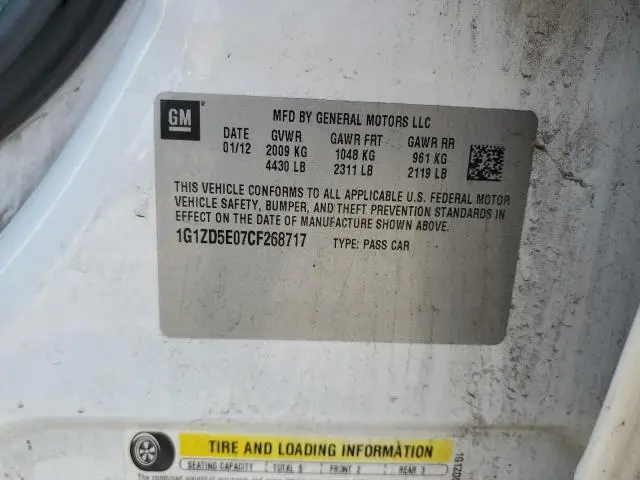 GM
MFD BY GENERAL MOTORS LLC
DATE GVWR GAWR FRT GAWR RR
01/12 2009 KG 1048 KG 961 KG
4430 LB 2311 LB 2119 LB
THIS VEHICLE CONFORMS TO ALL APPLICABLE U.S. FEDERAL MOTOR
VEHICLE SAFETY, BUMPER, AND THEFT PREVENTION STANDARDS IN
EFFECT ON THE DATE OF MANUFACTURE SHOWN ABOVE.
1G1ZD5E07CF268717 TYPE: PASS CAR
TIRE AND LOADING INFORMATION
SEATING CAPACITY TOTAL 5 FRONT 2 REAR 3
1G1ZD5